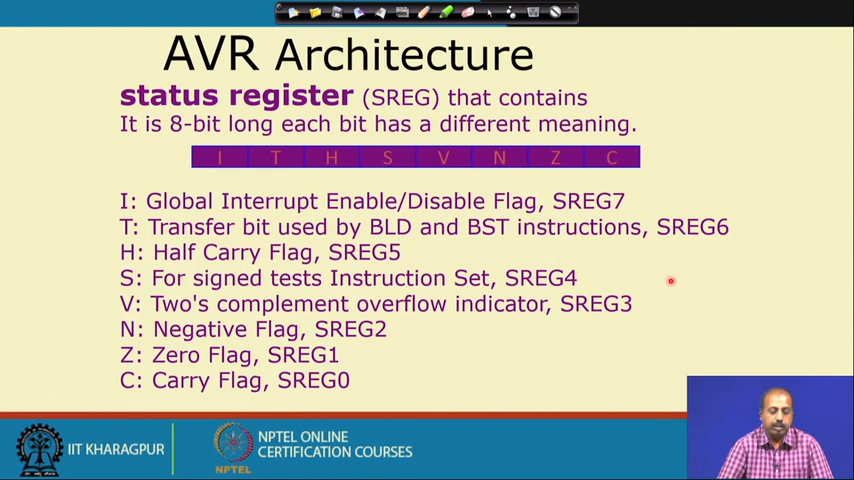 AVR Architecture
status register (SREG) that contains
It is 8-bit long each bit has a different meaning.
I T H S V N Z C
I: Global Interrupt Enable/Disable Flag, SREG7
T: Transfer bit used by BLD and BST instructions, SREG6
H: Half Carry Flag, SREG5
S: For signed tests Instruction Set, SREG4
V: Two's complement overflow indicator, SREG3
N: Negative Flag, SREG2
Z: Zero Flag, SREG1
C: Carry Flag, SREG0
IIT KHARAGPUR
NPTEL
NPTEL ONLINE
CERTIFICATION COURSES